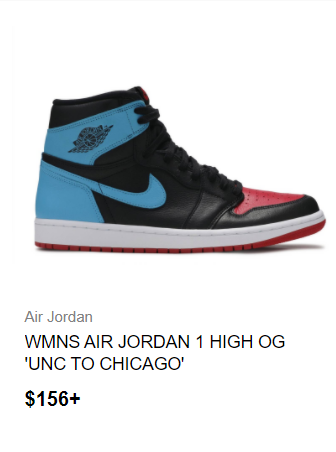 Air Jordan
WMNS AIR JORDAN 1 HIGH OG
'UNC TO CHICAGO'
$156+